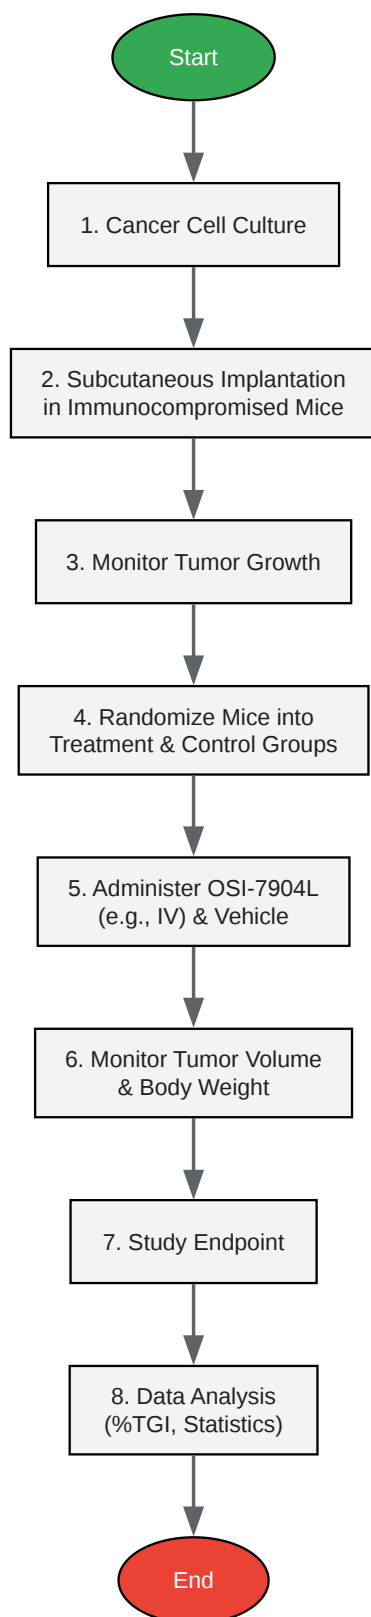 Start
1. Cancer Cell Culture
2. Subcutaneous Implantation
in Immunocompromised Mice
3. Monitor Tumor Growth
4. Randomize Mice into
Treatment & Control Groups
5. Administer OSI-7904L
(e.g., IV) & Vehicle
6. Monitor Tumor Volume
& Body Weight
7. Study Endpoint
8. Data Analysis
(%TGI, Statistics)
End